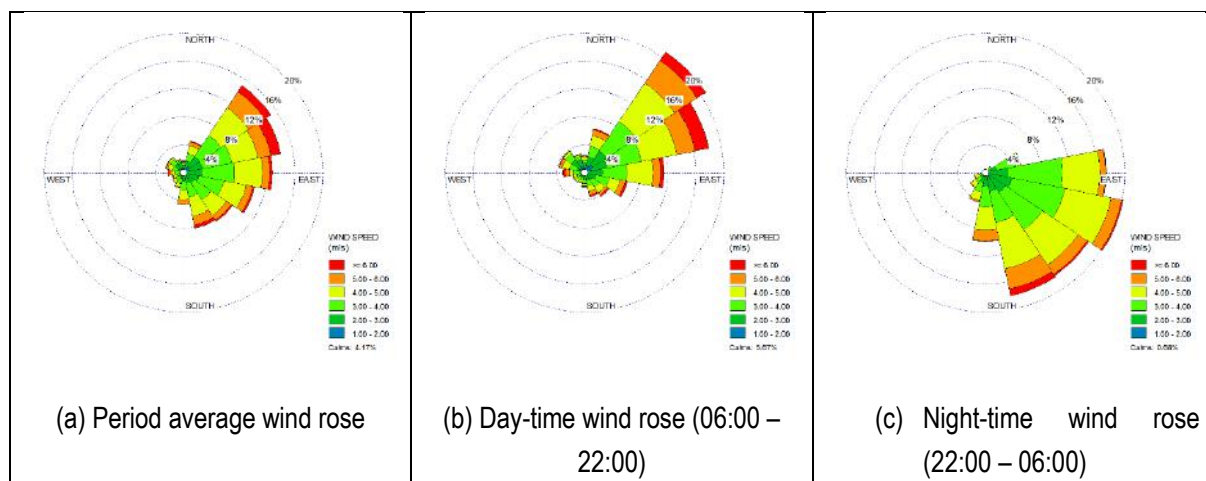 NORTH
20%
16%
12%
8%
4%
WEST
EAST
WIND SPEED
(m/s)
>= 6.00
5.00 - 6.00
4.00 - 5.00
3.00 - 4.00
2.00 - 3.00
1.00 - 2.00
SOUTH
Calms: 4.17%
(a) Period average wind rose
NORTH
20%
16%
12%
8%
4%
WEST
EAST
WIND SPEED
(m/s)
>= 6.00
5.00 - 6.00
4.00 - 5.00
3.00 - 4.00
2.00 - 3.00
1.00 - 2.00
SOUTH
Calms:
(b) Day-time wind rose (06:00 –
22:00)
NORTH
20%
16%
12%
8%
4%
WEST
EAST
WIND SPEED
(m/s)
>= 6.00
5.00 - 6.00
4.00 - 5.00
3.00 - 4.00
2.00 - 3.00
1.00 - 2.00
SOUTH
Calms:
(c) Night-time wind rose
(22:00 – 06:00)